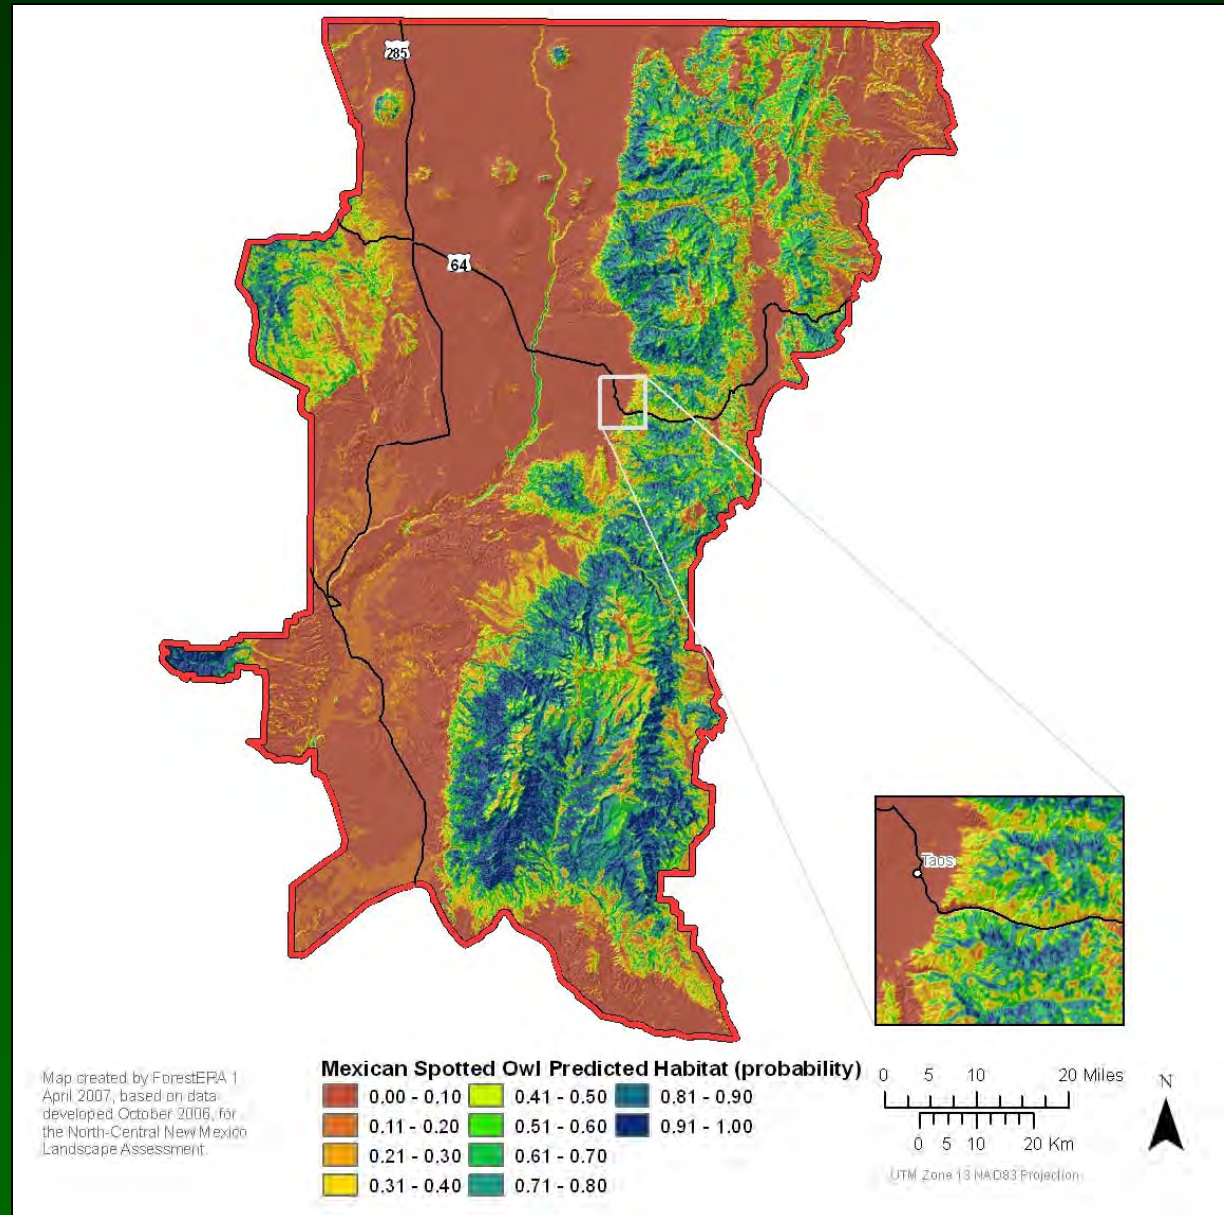 285
64
Taos
Mexican Spotted Owl Predicted Habitat (probability)
0.00 - 0.10
0.11 - 0.20
0.21 - 0.30
0.31 - 0.40
0.41 - 0.50
0.51 - 0.60
0.61 - 0.70
0.71 - 0.80
0.81 - 0.90
0.91 - 1.00
Map created by ForestERA 1
April 2007, based on data
developed October 2006, for
the North-Central New Mexico
Landscape Assessment.
0 5 10 20 Miles
0 5 10 20 Km
UTM Zone 13 NAD83 Projection
N